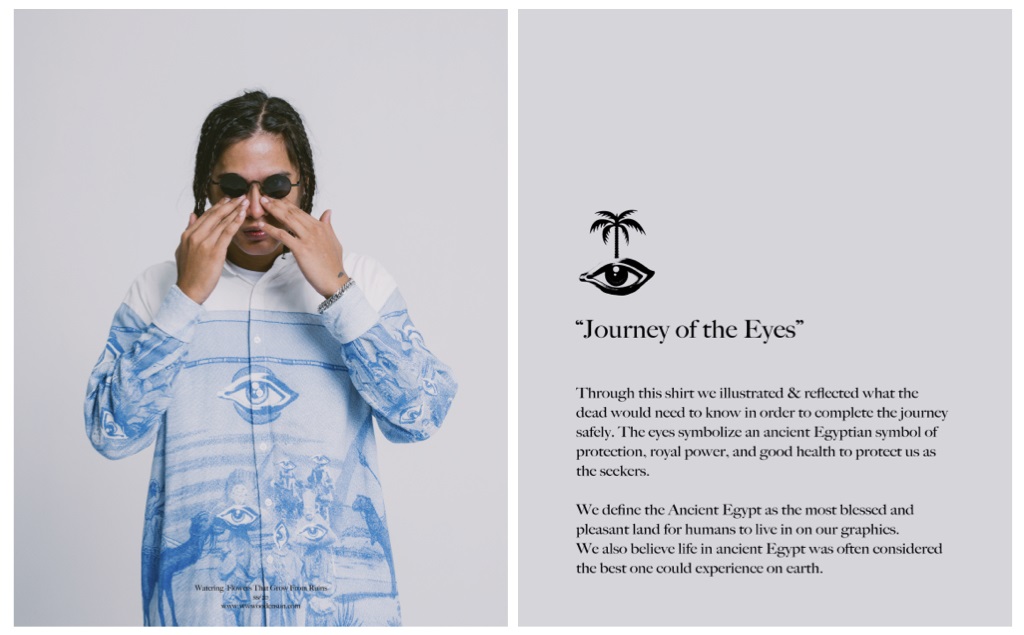 Watering Flowers That Grow From Ruins
“Journey of the Eyes”
Through this shirt we illustrated & reflected what the
dead would need to know in order to complete the journey
safely. The eyes symbolize an ancient Egyptian symbol of
protection, royal power, and good health to protect us as
the seekers.
We define the Ancient Egypt as the most blessed and
pleasant land for humans to live in on our graphics.
We also believe life in ancient Egypt was often considered
the best one could experience on earth.